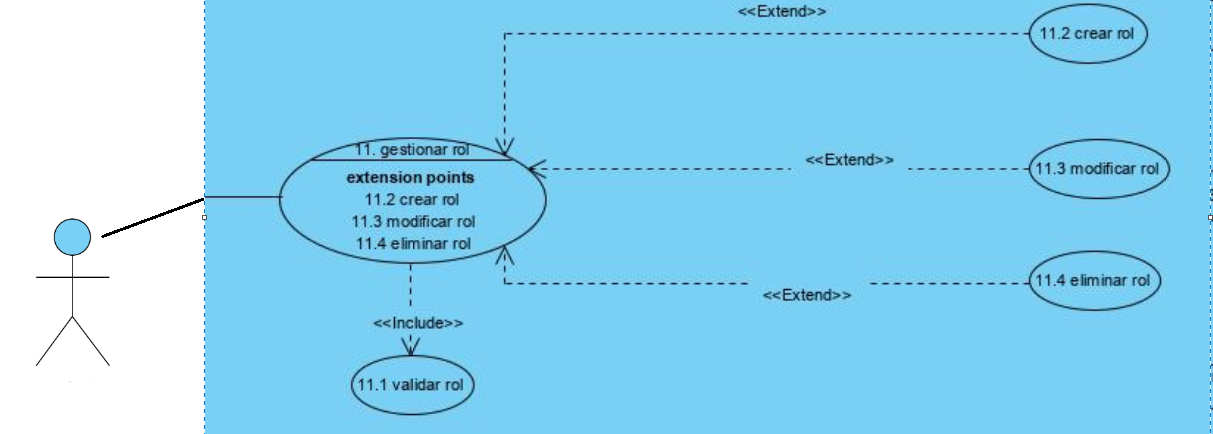 <<Extend>>
11.2 crear rol
11. gestionar rol
extension points
11.2 crear rol
11.3 modificar rol
11.4 eliminar rol
<<Extend>>
11.3 modificar rol
<<Extend>>
11.4 eliminar rol
<<Include>>
11.1 validar rol